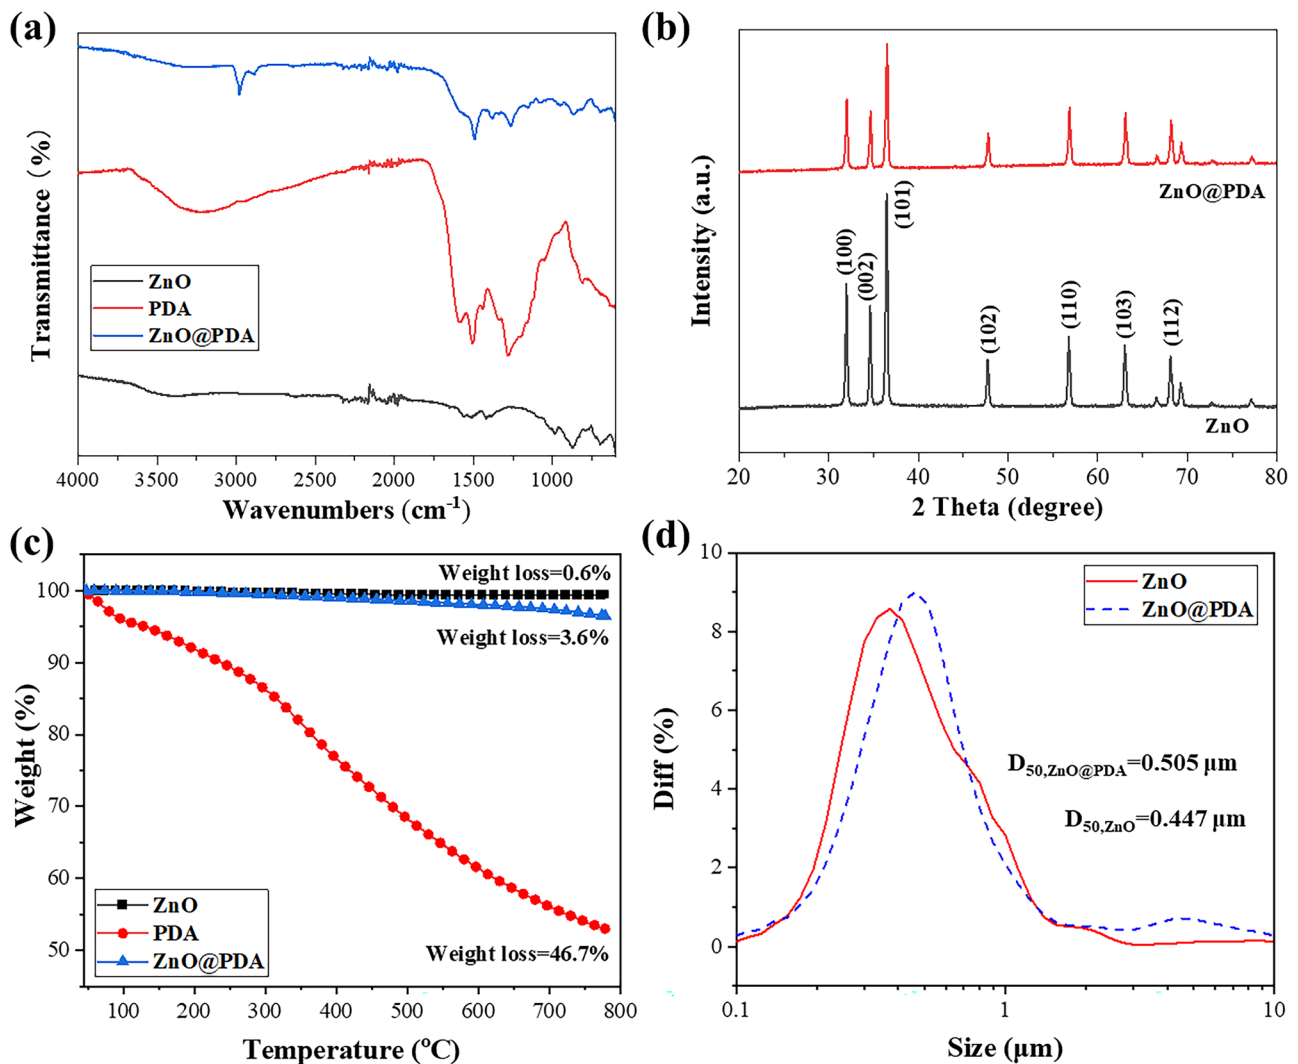 (a)
Transmittance (%)
ZnO
PDA
ZnO@PDA
4000 3500 3000 2500 2000 1500 1000
Wavenumbers (cm-1)
(b)
Intensity (a.u.)
ZnO@PDA
(100)
(002)
(101)
(102)
(110)
(103)
(112)
ZnO
20 30 40 50 60 70 80
2 Theta (degree)
(c)
Weight (%)
100
90
80
70
60
50
Weight loss=0.6%
Weight loss=3.6%
Weight loss=46.7%
ZnO
PDA
ZnO@PDA
100 200 300 400 500 600 700 800
Temperature (oC)
(d)
Diff (%)
10
8
6
4
2
0
ZnO
ZnO@PDA
D50,ZnO@PDA=0.505 μm
D50,ZnO=0.447 μm
0.1 1 10
Size (μm)